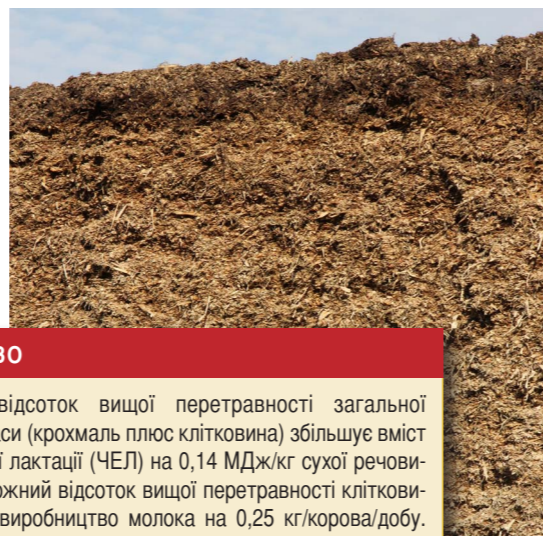 во
відсоток вищої перетравності загальної
аси (крохмаль плюс клітковина) збільшує вміст
ї лактації (ЧЕЛ) на 0,14 МДж/кг сухої речови-
ожний відсоток вищої перетравності кліткови-
виробництво молока на 0,25 кг/корова/добу.